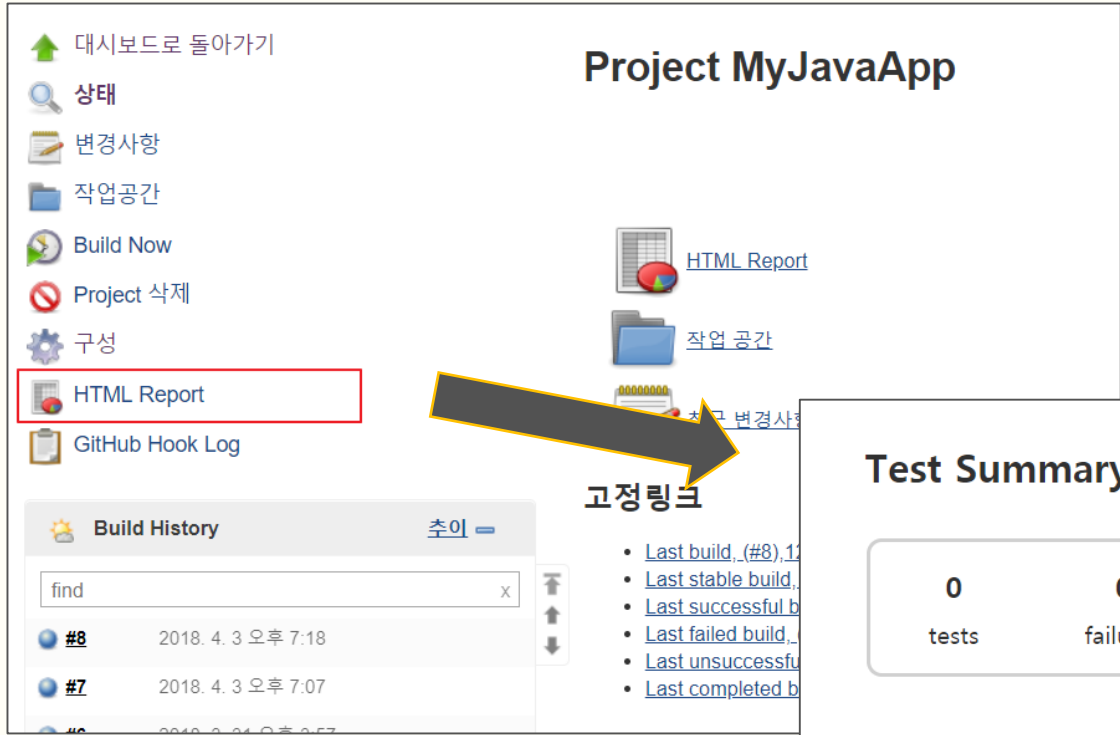 대시보드로 돌아가기
상태
변경사항
작업공간
Build Now
Project 삭제
구성
HTML Report
GitHub Hook Log
Build History 추이
find x
#8 2018. 4. 3 오후 7:18
#7 2018. 4. 3 오후 7:07
Project MyJavaApp
HTML Report
작업 공간
변경사
고정링크
Last build, (#8),
Last stable build,
Last successful
Last failed build,
Last
Last completed
Test Summary
0
tests